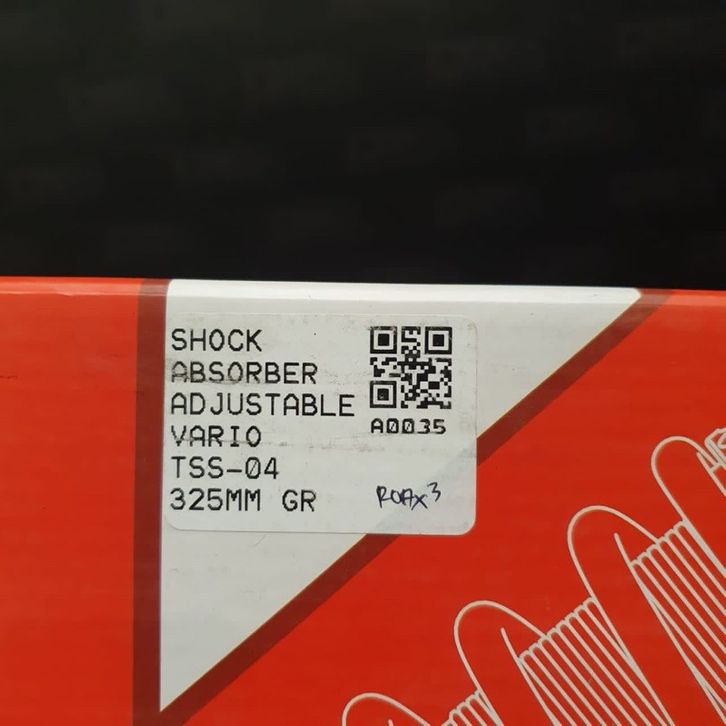 SHOCK
ABSORBER
ADJUSTABLE
VARIO
TSS-04
325MM GR
A0035